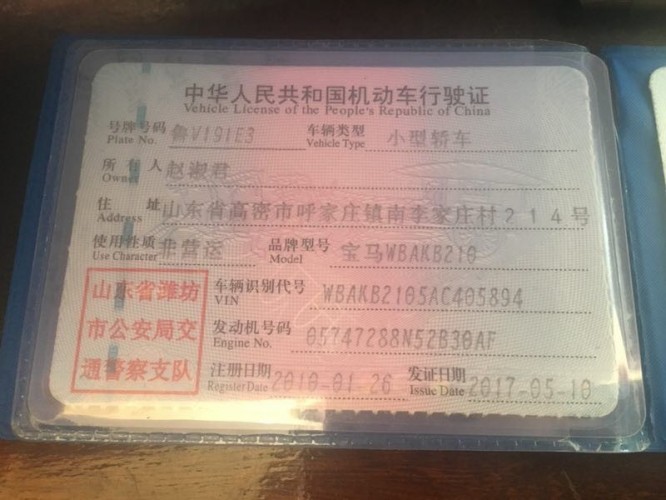 中华人民共和国机动车行驶证
Vehicle License of the People's Republic of China
号牌号码 鲁V191E3 车辆类型 小型轿车
Plate No. Vehicle Type
所有人 赵淑君
Owner
住址 山东省高密市呼家庄镇南李家庄村214号
Address
使用性质 非营运 品牌型号 宝马WBAKB210
Use Character Model
山东省潍坊 车辆识别代号 WBAKB2105AC405894
VIN
市公安局交 发动机号码 05747288N52B30AF
Engine No.
通警察支队 注册日期 2010-01-26 发证日期 2017-05-10
Register Date Issue Date